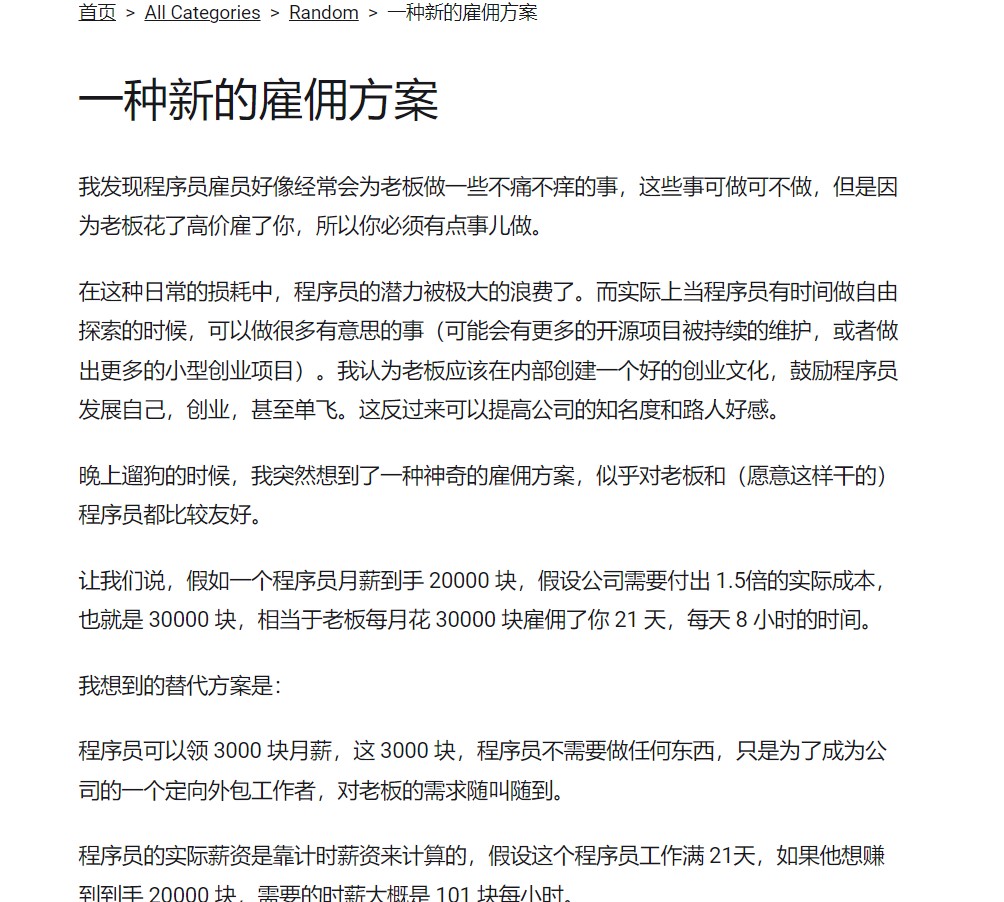 首页 > All Categories > Random > 一种新的雇佣方案
一种新的雇佣方案
我发现程序员雇员好像经常会为老板做一些不痛不痒的事，这些事可做可不做，但是因
为老板花了高价雇了你，所以你必须有点事儿做。
在这种日常的损耗中，程序员的潜力被极大的浪费了。而实际上当程序员有时间做自由
探索的时候，可以做很多有意思的事（可能会有更多的开源项目被持续的维护，或者做
出更多的小型创业项目）。我认为老板应该在内部创建一个好的创业文化，鼓励程序员
发展自己，创业，甚至单飞。这反过来可以提高公司的知名度和路人好感。
晚上遛狗的时候，我突然想到了一种神奇的雇佣方案，似乎对老板和（愿意这样干的）
程序员都比较友好。
让我们说，假如一个程序员月薪到手 20000 块，假设公司需要付出 1.5倍的实际成本，
也就是 30000 块，相当于老板每月花 30000 块雇佣了你 21 天，每天 8 小时的时间。
我想到的替代方案是：
程序员可以领 3000 块月薪，这 3000 块，程序员不需要做任何东西，只是为了成为公
司的一个定向外包工作者，对老板的需求随叫随到。
程序员的实际薪资是靠计时薪资来计算的，假设这个程序员工作满 21天，如果他想赚
到到手 20000 块，需要的时薪大概是 101 块每小时。